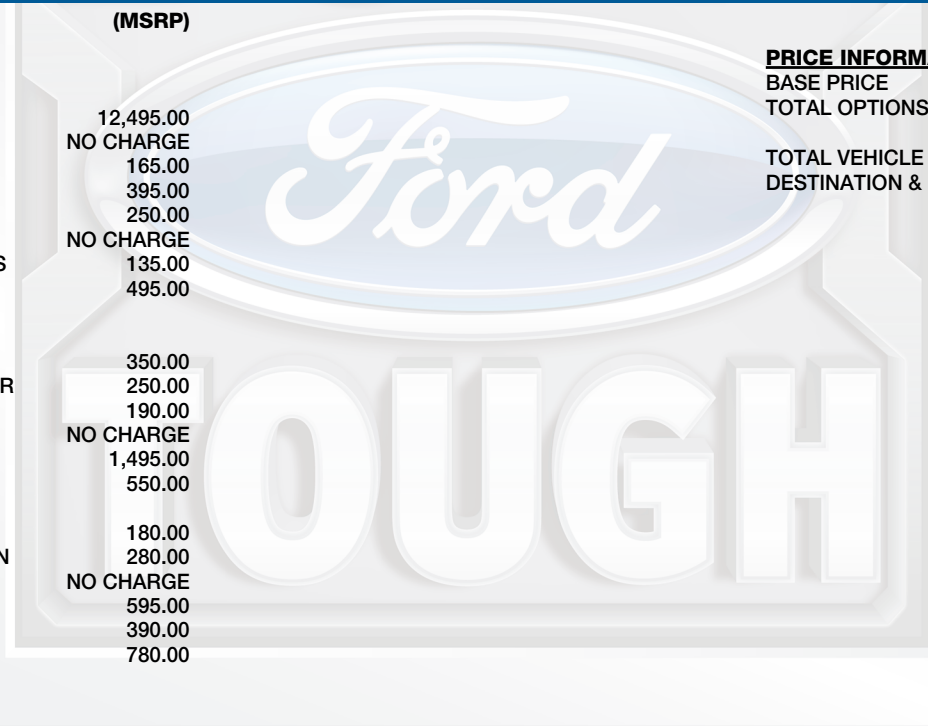 (MSRP)
12,495.00
NO CHARGE
165.00
395.00
250.00
NO CHARGE
S 135.00
495.00
350.00
R 250.00
190.00
NO CHARGE
1,495.00
550.00
180.00
N 280.00
NO CHARGE
595.00
390.00
780.00
PRICE INFORMA
BASE PRICE
TOTAL OPTIONS
TOTAL VEHICLE
DESTINATION &
Ford
TOUGH